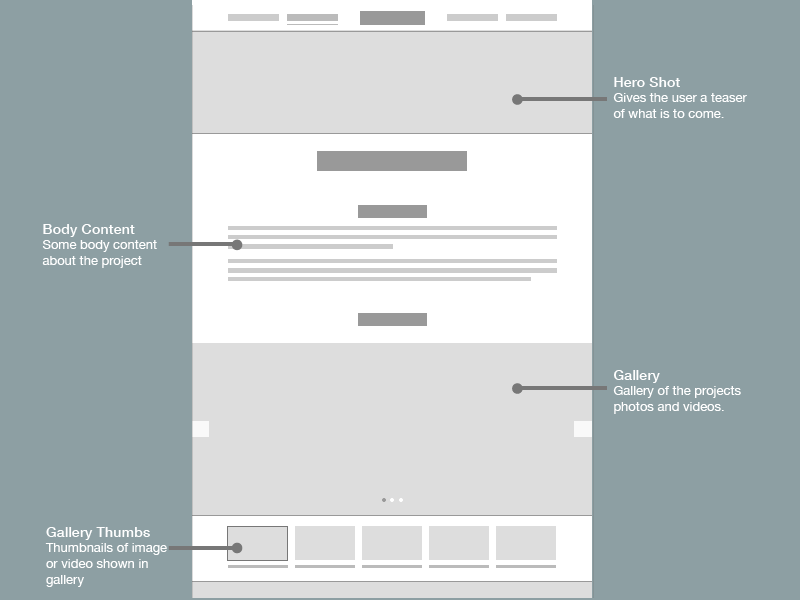 Hero Shot
Gives the user a teaser
of what is to come.
Body Content
Some body content
about the project
Gallery
Gallery of the projects
photos and videos.
Gallery Thumbs
Thumbnails of image
or video shown in
gallery